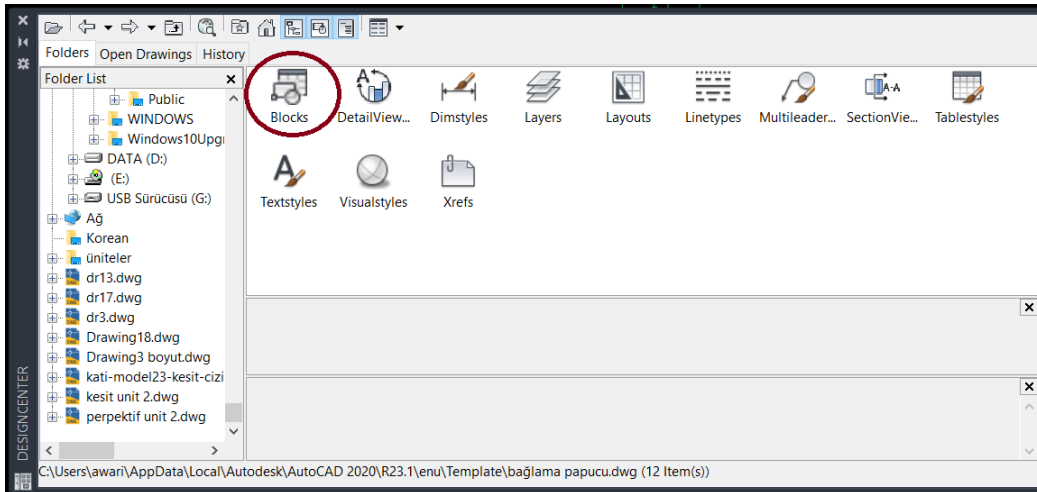 Folders Open Drawings History
Folder List
Public
WINDOWS
Windows10Upgr
DATA (D:)
(E:)
USB Sürücüsü (G:)
Ağ
Korean
üniteler
dr13.dwg
dr17.dwg
dr3.dwg
Drawing18.dwg
Drawing3 boyut.dwg
kati-model23-kesit-cizi
kesit unit 2.dwg
perpektif unit 2.dwg
Blocks DetailView... Dimstyles Layers Layouts Linetypes Multileader... SectionVie... Tablestyles
Textstyles Visualstyles Xrefs
DESIGNCENTER
C:\Users\awari\AppData\Local\Autodesk\AutoCAD 2020\R23.1\enu\Template\bağlama papucu.dwg (12 Item(s))